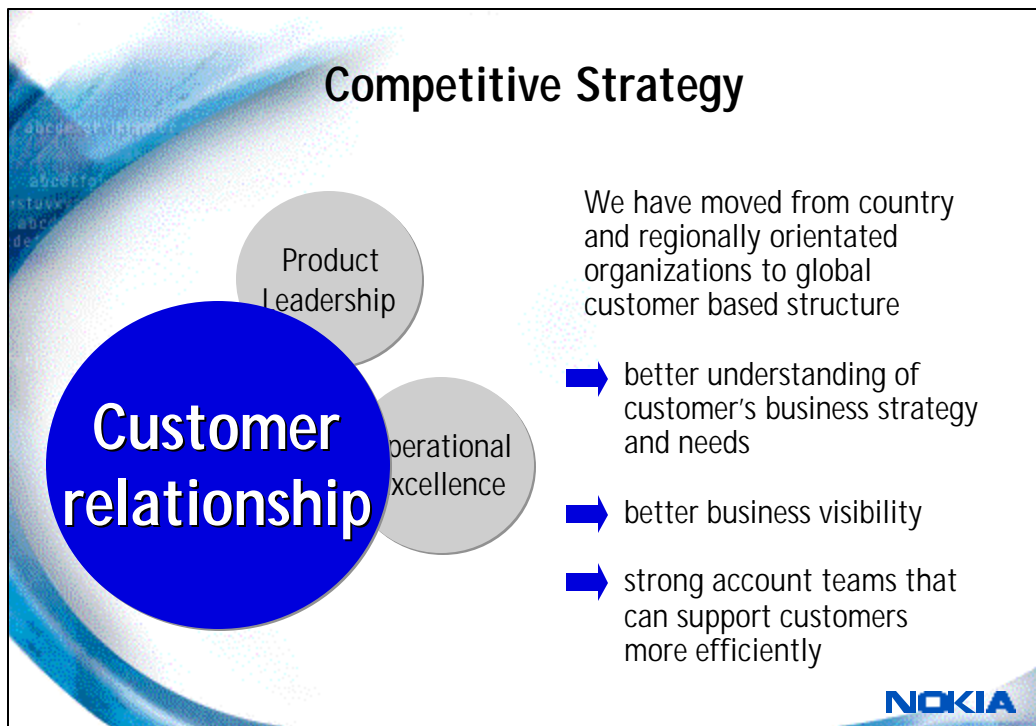 Competitive Strategy
Product
Leadership
Customer
relationship
perational
xcellence
We have moved from country
and regionally orientated
organizations to global
customer based structure
better understanding of
customer's business strategy
and needs
better business visibility
strong account teams that
can support customers
more efficiently
NOKIA